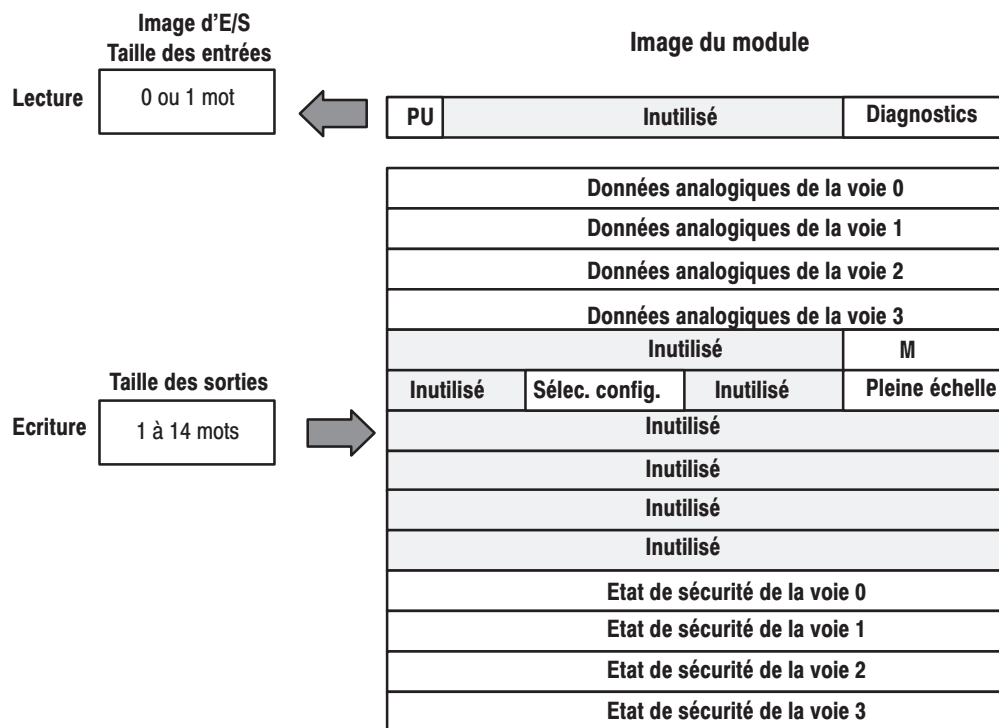 Image d'E/S
Taille des entrées
Image du module
Lecture
0 ou 1 mot
PU
Inutilisé
Diagnostics
Données analogiques de la voie 0
Données analogiques de la voie 1
Données analogiques de la voie 2
Données analogiques de la voie 3
Inutilisé
M
Taille des sorties
Inutilisé
Sélec. config.
Inutilisé
Pleine échelle
Ecriture
1 à 14 mots
Inutilisé
Inutilisé
Inutilisé
Inutilisé
Etat de sécurité de la voie 0
Etat de sécurité de la voie 1
Etat de sécurité de la voie 2
Etat de sécurité de la voie 3